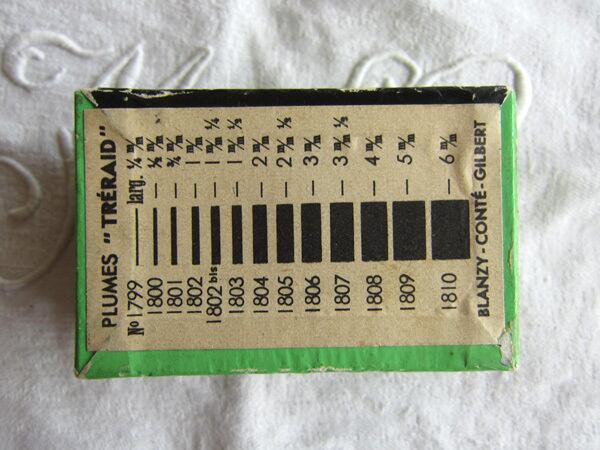 PLUMES "TRÉRAID"
No 1799 — larg. ¼ m/m
1800 — ½ m/m
1801 — ¾ m/m
1802 — 1 m/m
1802 bis — 1 m/m ¼
1803 — 1 m/m ½
1804 — 2 m/m
1805 — 2 m/m ½
1806 — 3 m/m
1807 — 3 m/m ½
1808 — 4 m/m
1809 — 5 m/m
1810 — 6 m/m
BLANZY-CONTÉ-GILBERT